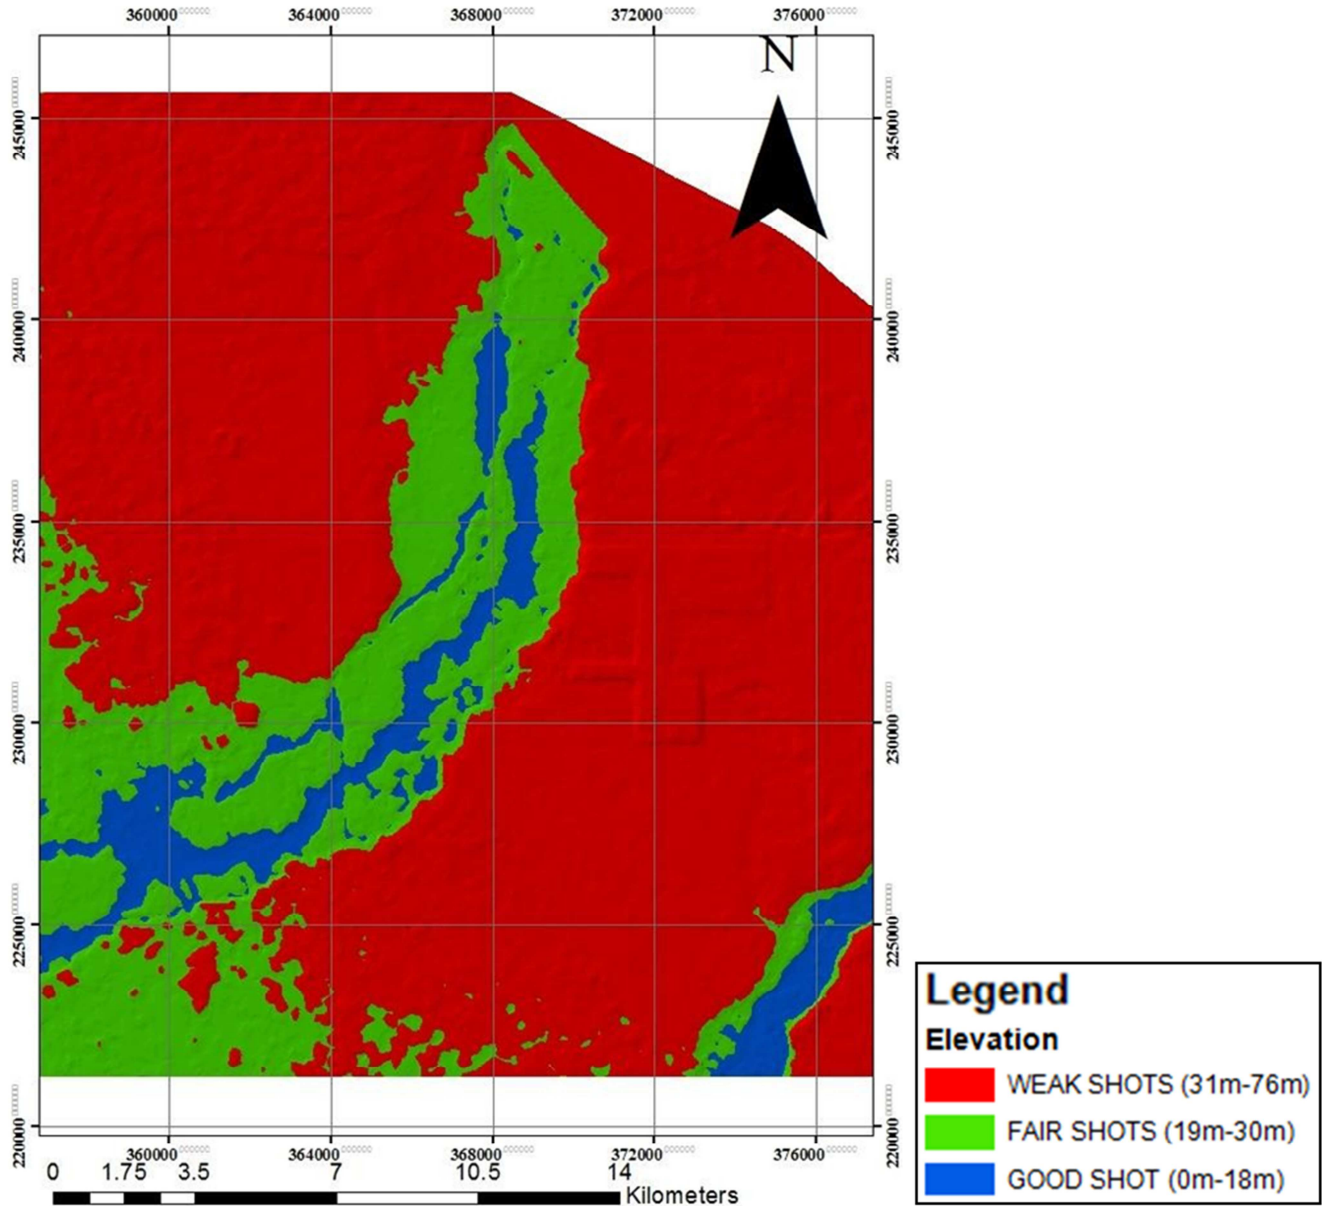 360000 364000 368000 372000 376000
N
245000 245000
240000 240000
235000 235000
230000 230000
225000 225000
220000 220000
360000 364000 368000 372000 376000
0 1.75 3.5 7 10.5 14
Kilometers
Legend
Elevation
WEAK SHOTS (31m-76m)
FAIR SHOTS (19m-30m)
GOOD SHOT (0m-18m)